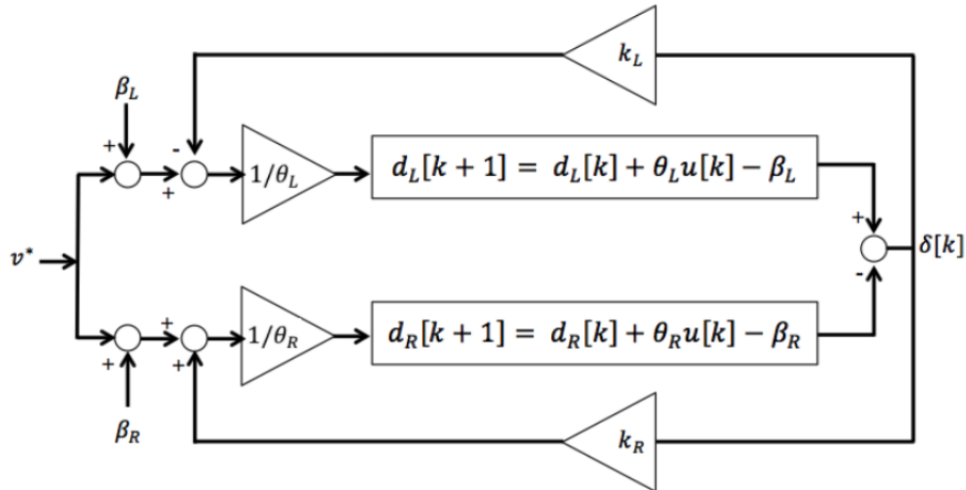 k_L
β_L
+
-
+
1/θ_L
d_L[k + 1] = d_L[k] + θ_L u[k] − β_L
+
v*
δ[k]
-
+
1/θ_R
d_R[k + 1] = d_R[k] + θ_R u[k] − β_R
+
+
β_R
k_R